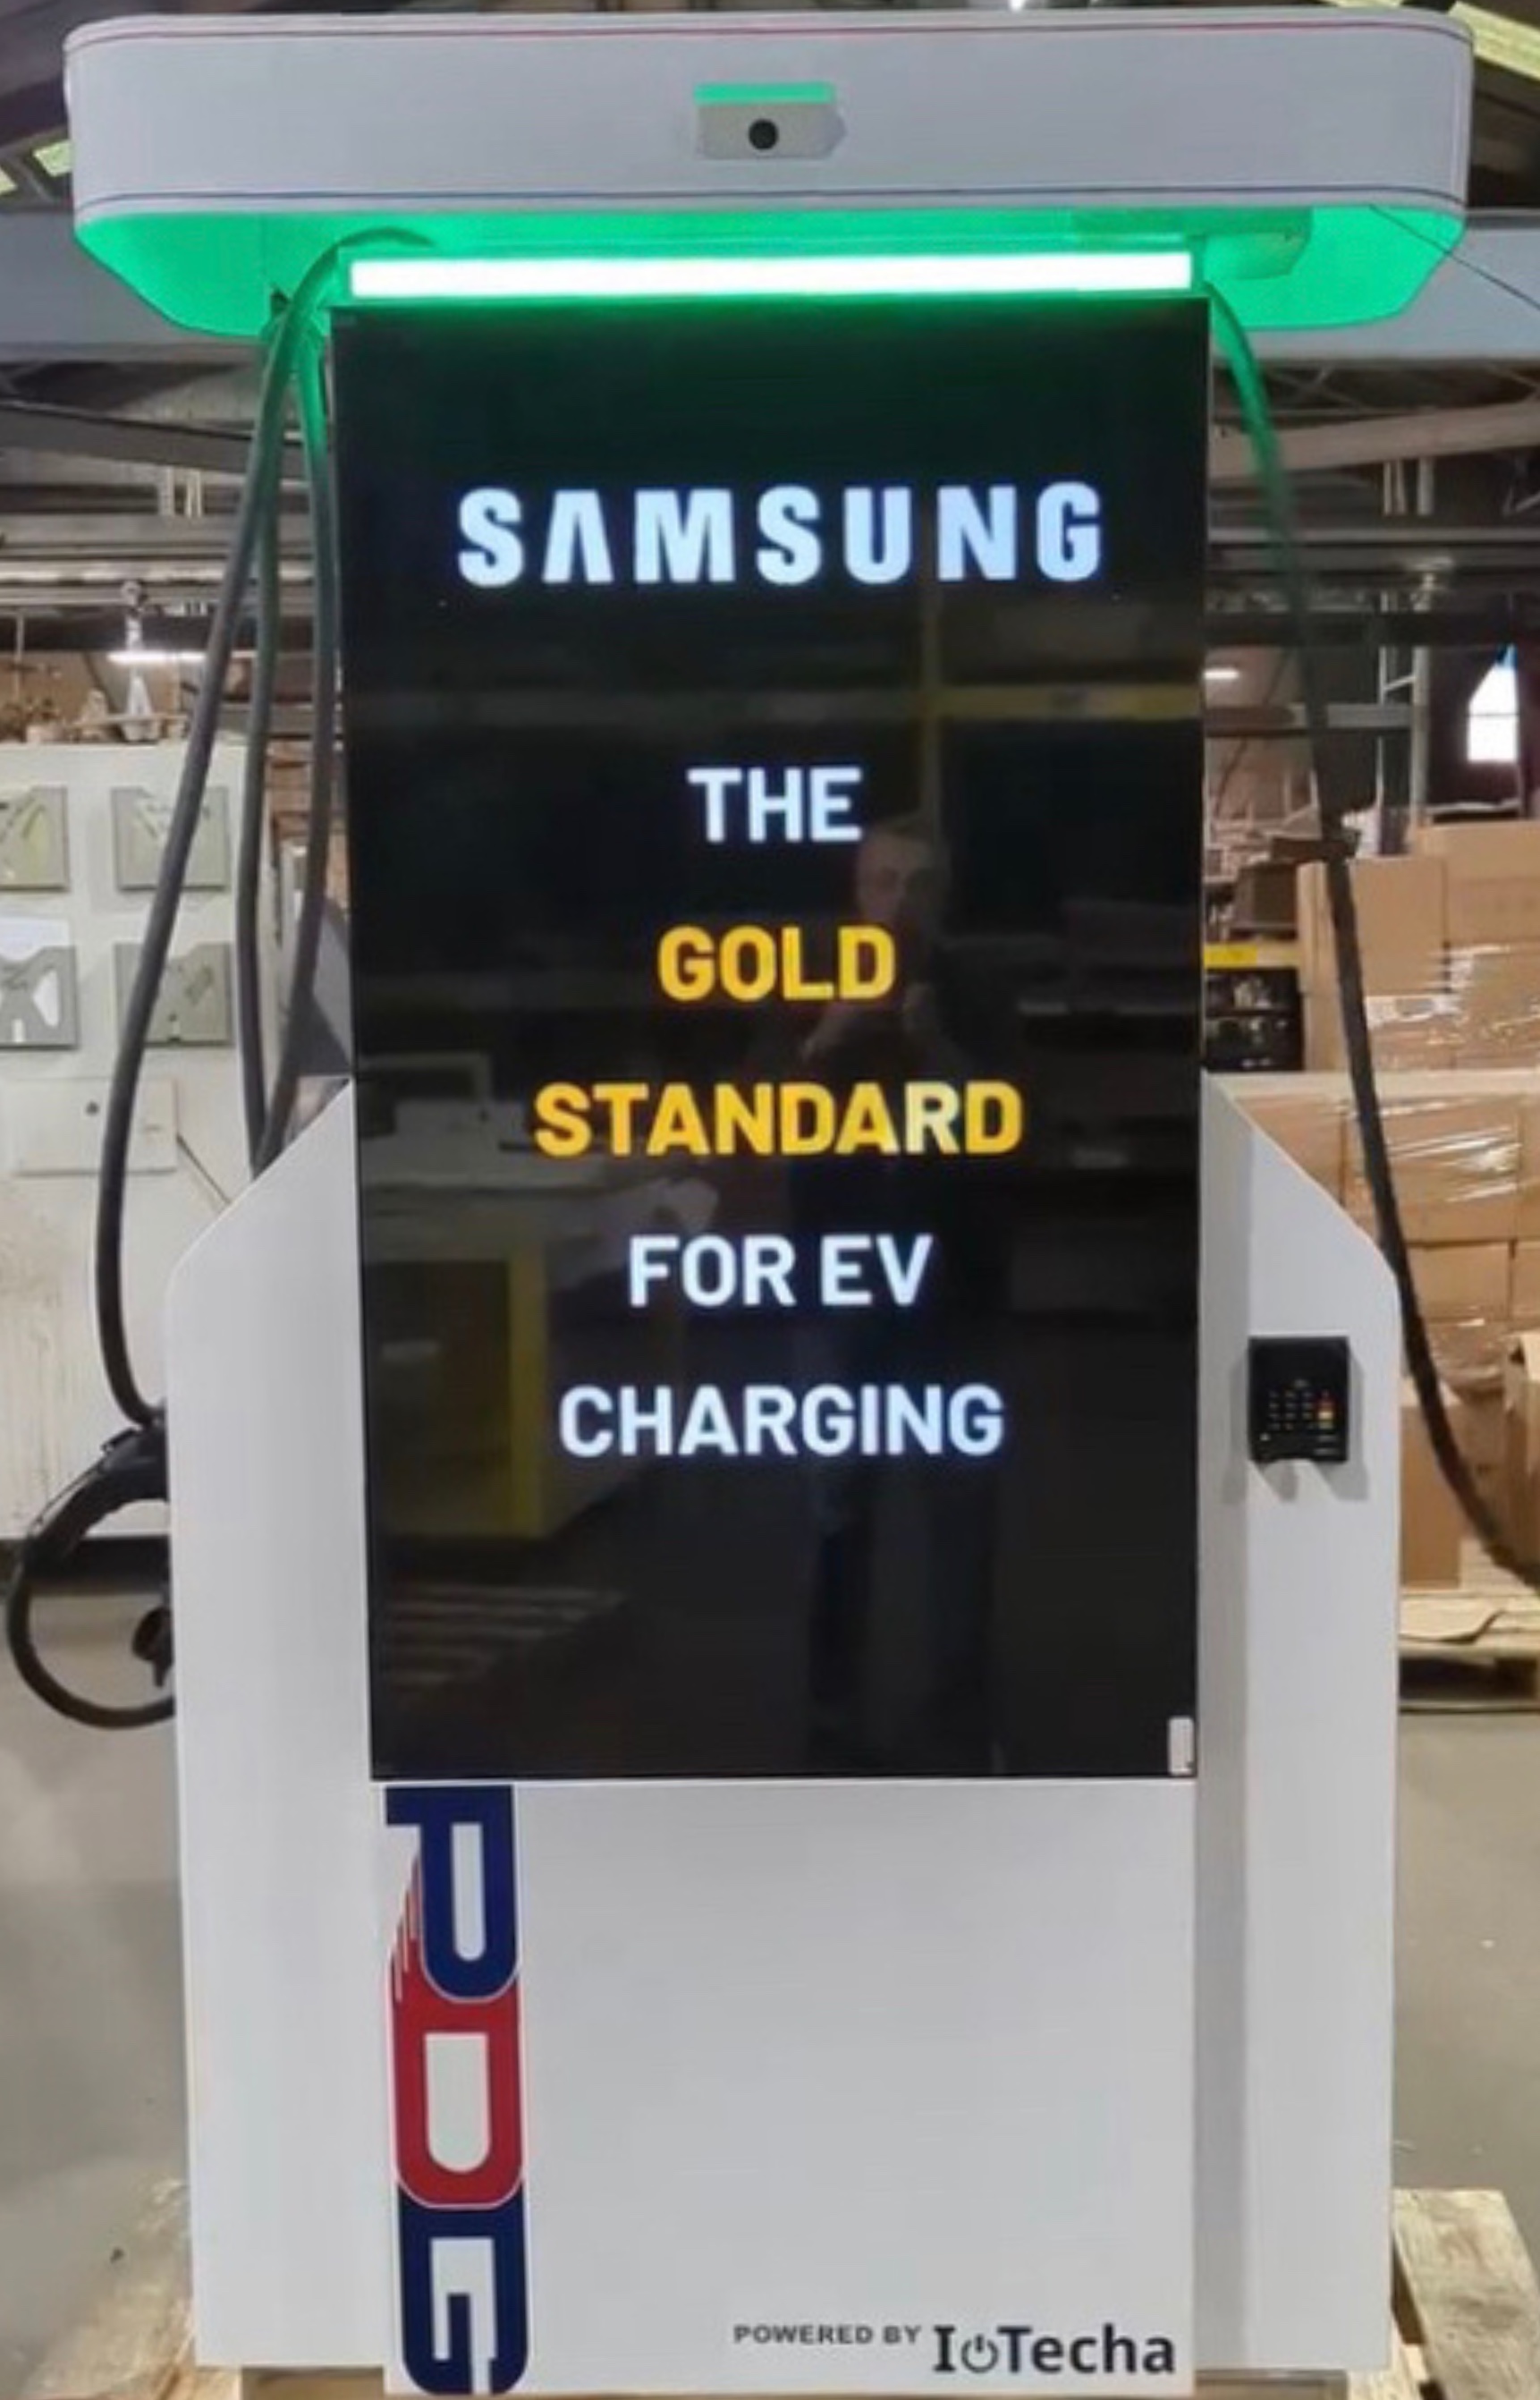 SAMSUNG
THE
GOLD
STANDARD
FOR EV
CHARGING
PDG
POWERED BY IoTecha